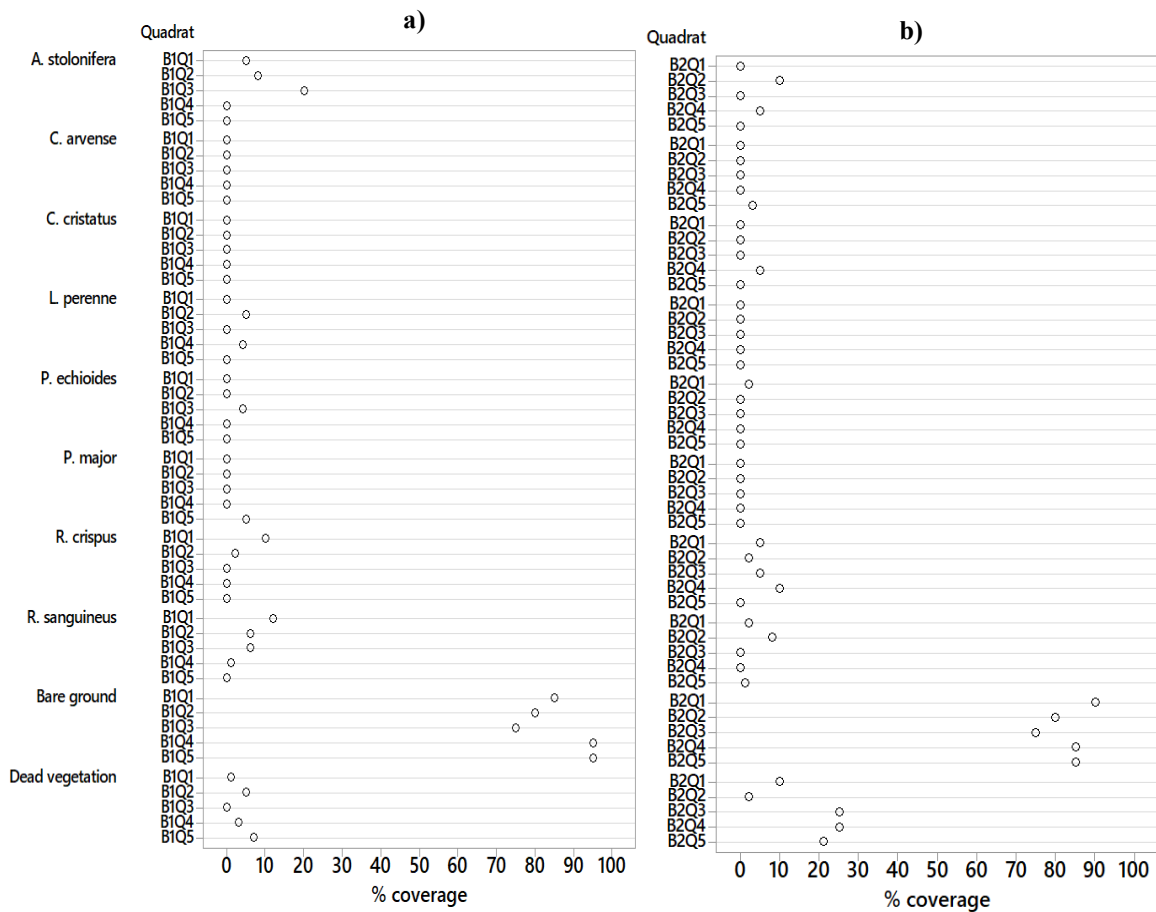 a)
Quadrat
A. stolonifera B1Q1
B1Q2
B1Q3
B1Q4
B1Q5
C. arvense B1Q1
B1Q2
B1Q3
B1Q4
B1Q5
C. cristatus B1Q1
B1Q2
B1Q3
B1Q4
B1Q5
L. perenne B1Q1
B1Q2
B1Q3
B1Q4
B1Q5
P. echioides B1Q1
B1Q2
B1Q3
B1Q4
B1Q5
P. major B1Q1
B1Q2
B1Q3
B1Q4
B1Q5
R. crispus B1Q1
B1Q2
B1Q3
B1Q4
B1Q5
R. sanguineus B1Q1
B1Q2
B1Q3
B1Q4
B1Q5
Bare ground B1Q1
B1Q2
B1Q3
B1Q4
B1Q5
Dead vegetation B1Q1
B1Q2
B1Q3
B1Q4
B1Q5
0 10 20 30 40 50 60 70 80 90 100
% coverage
b)
Quadrat
B2Q1
B2Q2
B2Q3
B2Q4
B2Q5
B2Q1
B2Q2
B2Q3
B2Q4
B2Q5
B2Q1
B2Q2
B2Q3
B2Q4
B2Q5
B2Q1
B2Q2
B2Q3
B2Q4
B2Q5
B2Q1
B2Q2
B2Q3
B2Q4
B2Q5
B2Q1
B2Q2
B2Q3
B2Q4
B2Q5
B2Q1
B2Q2
B2Q3
B2Q4
B2Q5
B2Q1
B2Q2
B2Q3
B2Q4
B2Q5
B2Q1
B2Q2
B2Q3
B2Q4
B2Q5
B2Q1
B2Q2
B2Q3
B2Q4
B2Q5
0 10 20 30 40 50 60 70 80 90 100
% coverage